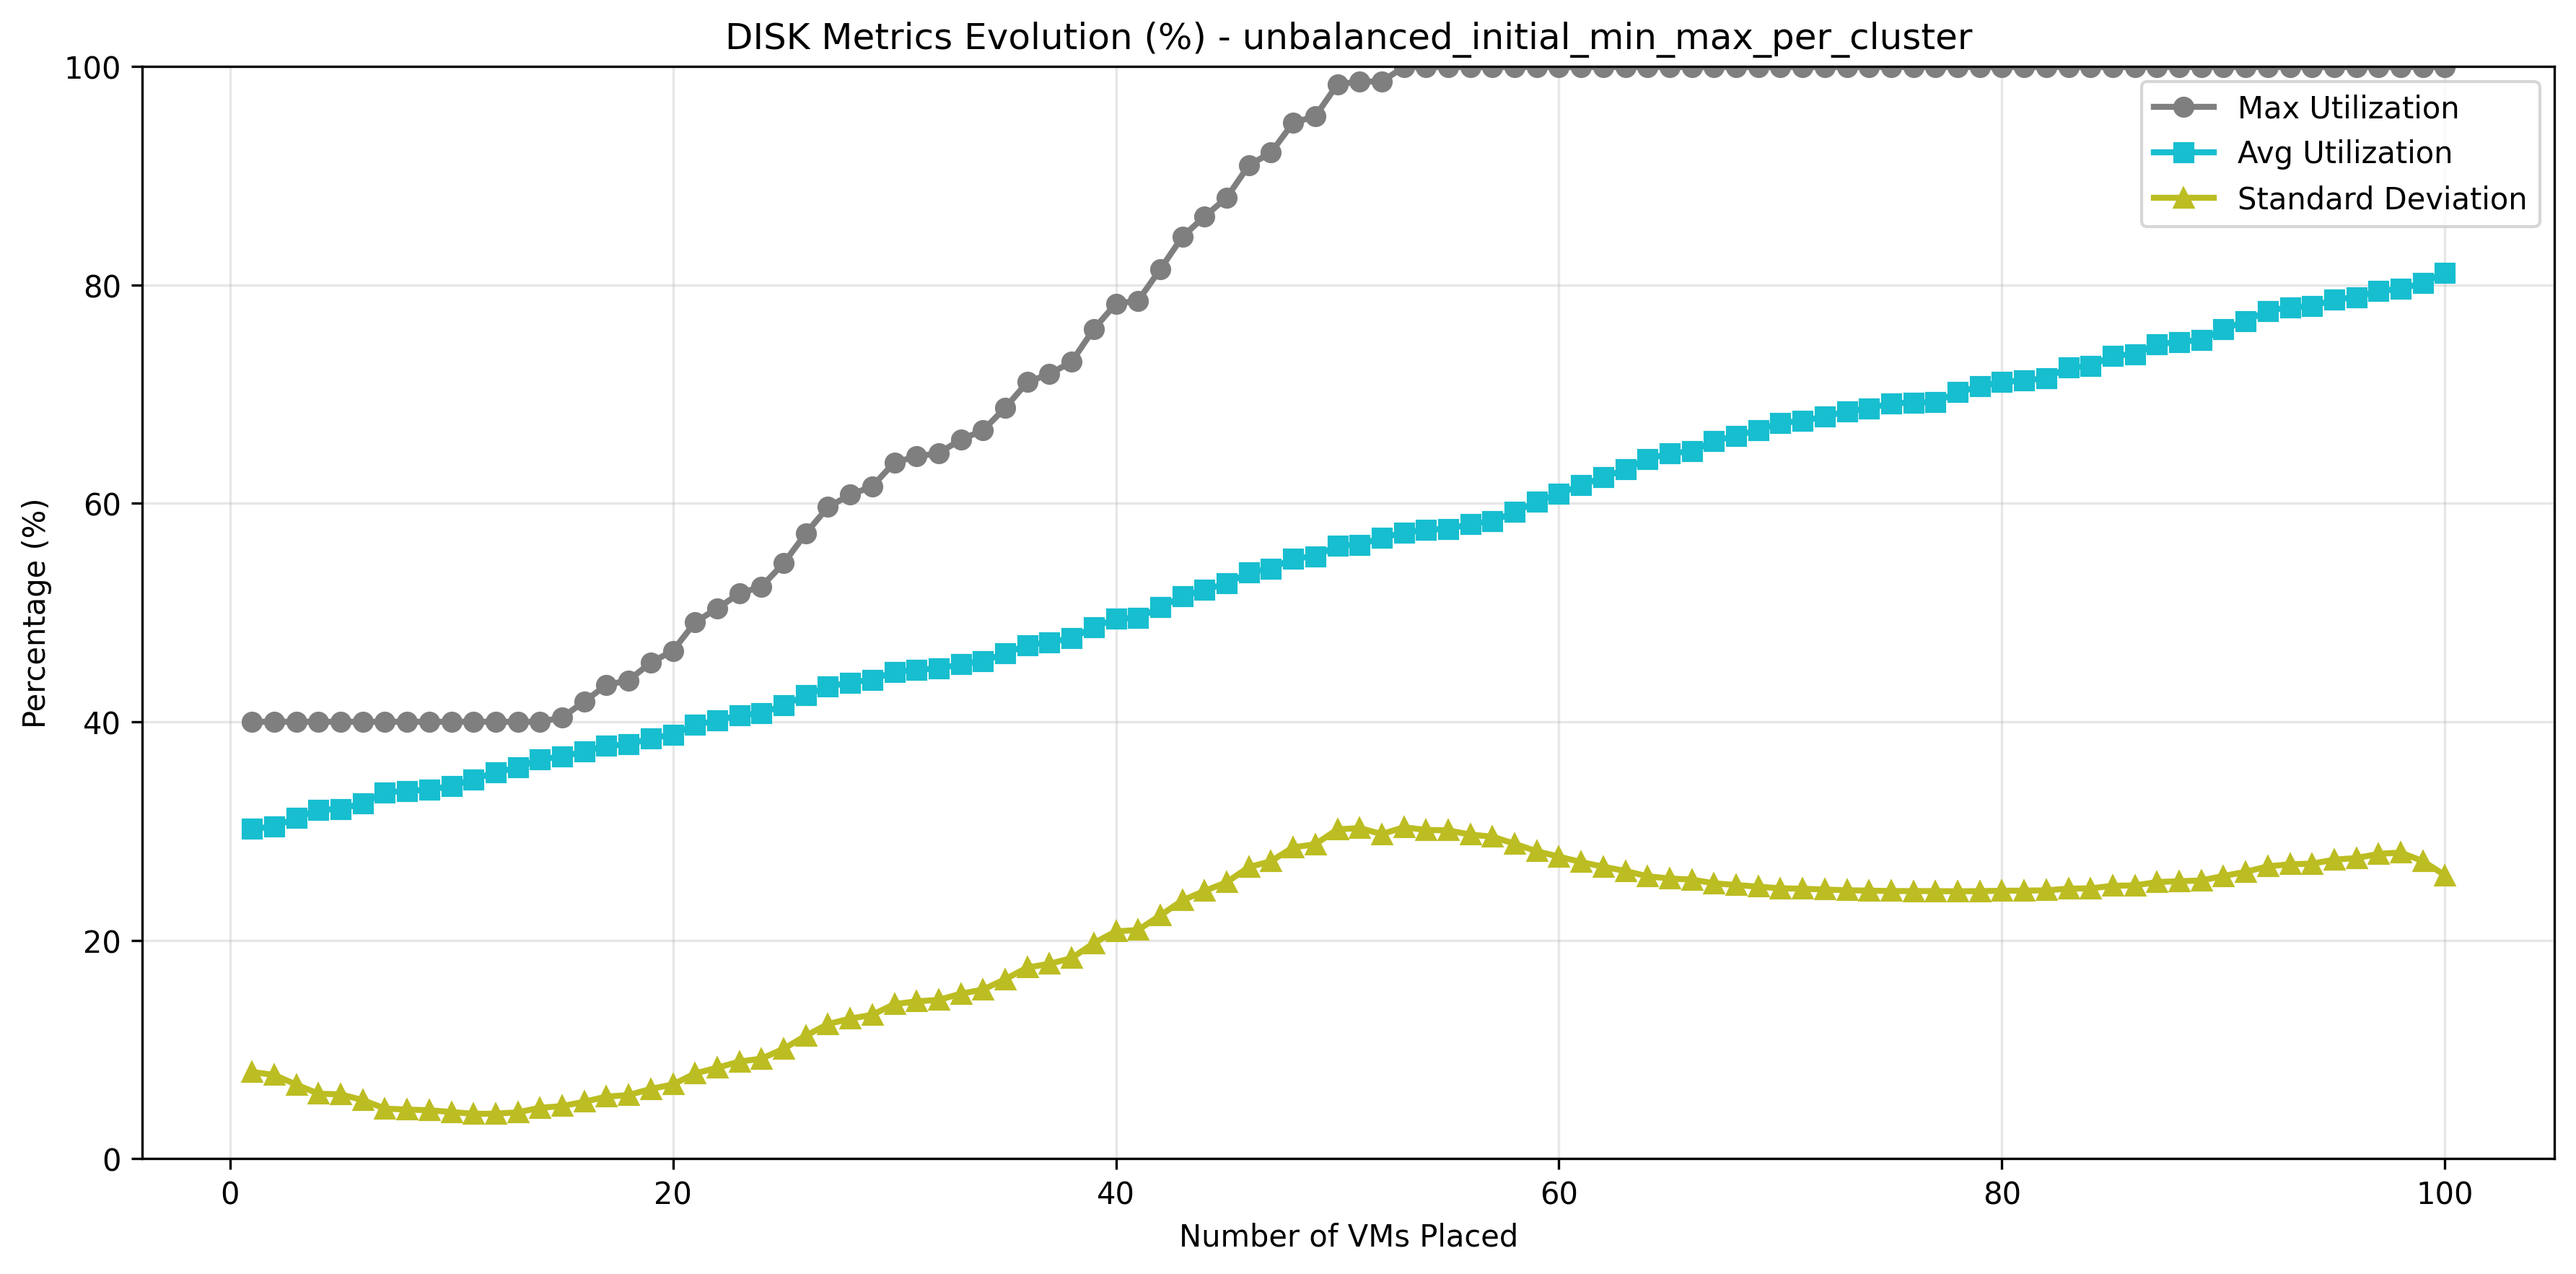 DISK Metrics Evolution (%) - unbalanced_initial_min_max_per_cluster
100
80
60
40
20
0
Percentage (%)
Max Utilization
Avg Utilization
Standard Deviation
0 20 40 60 80 100
Number of VMs Placed